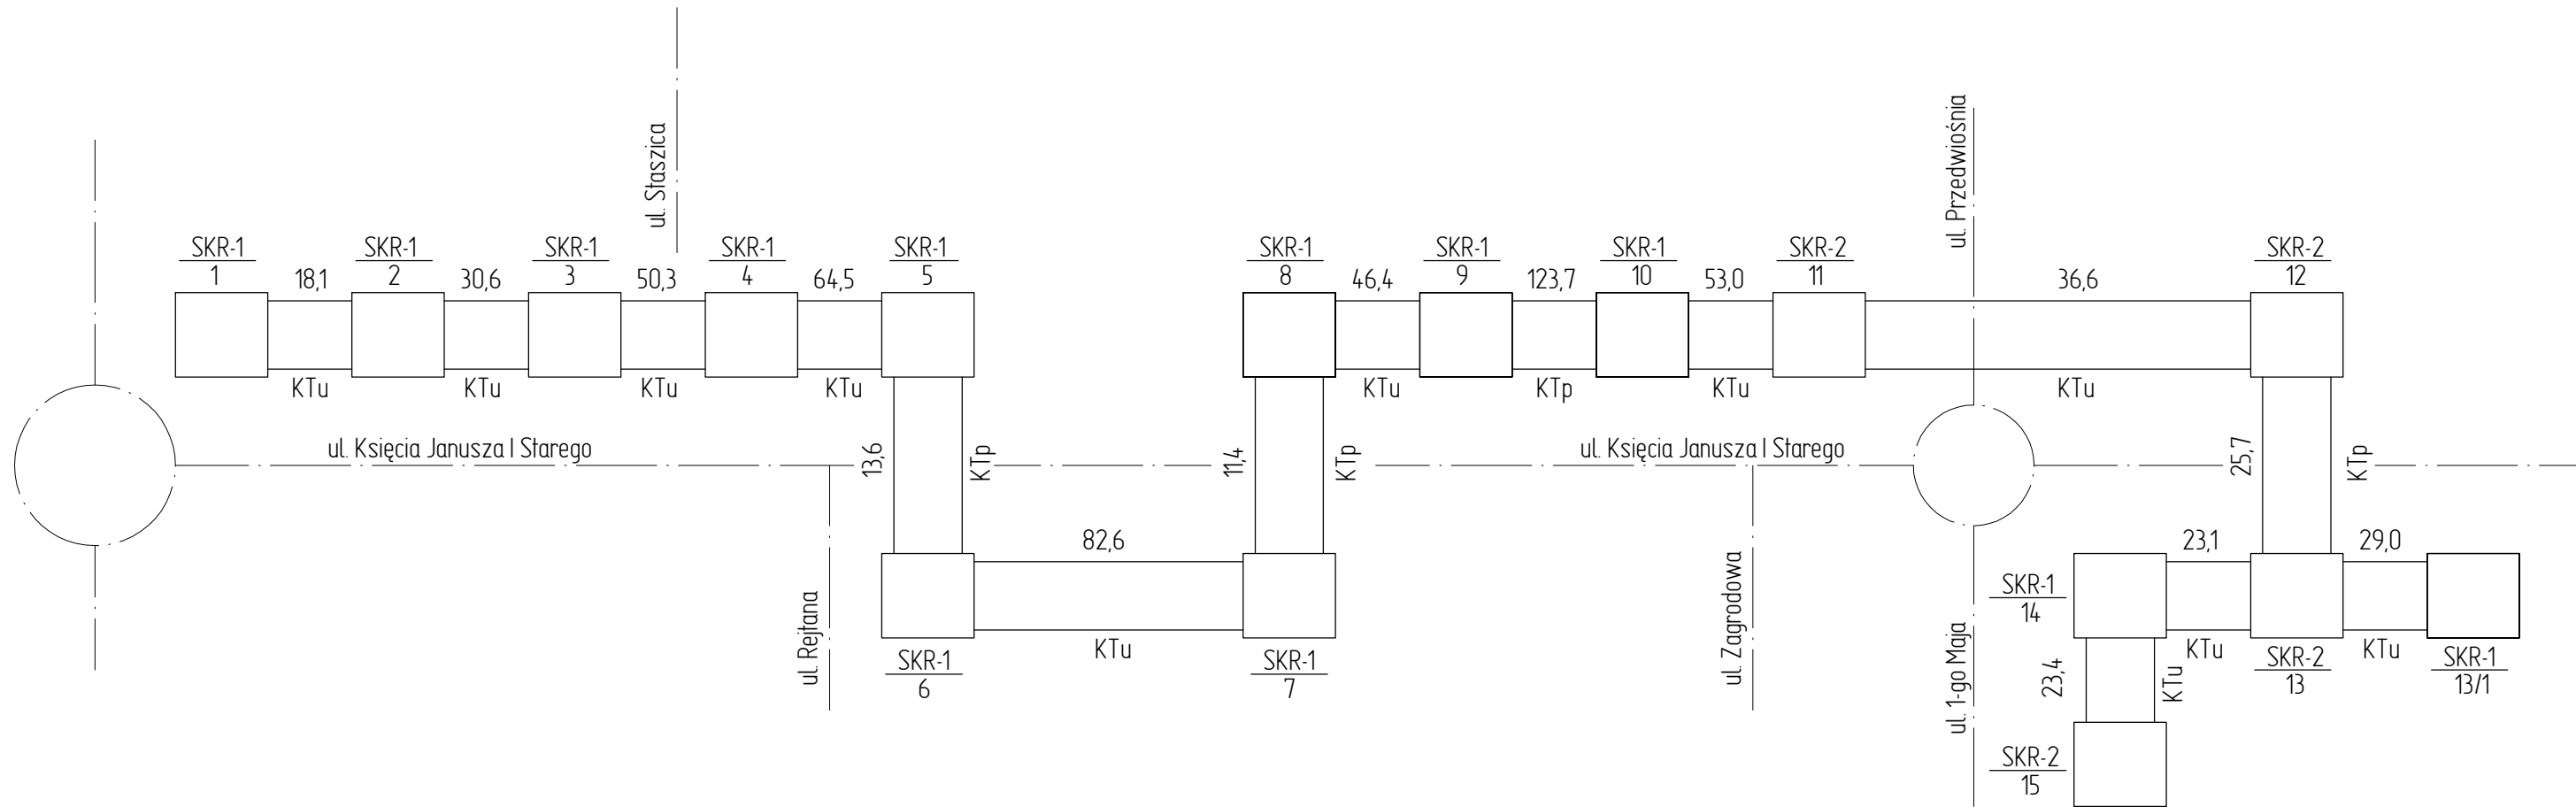 ul. Staszica
ul. Przedwiośnia
SKR-1
1
18,1
SKR-1
2
30,6
SKR-1
3
50,3
SKR-1
4
64,5
SKR-1
5
SKR-1
8
46,4
SKR-1
9
123,7
SKR-1
10
53,0
SKR-2
11
36,6
SKR-2
12
KTu
KTu
KTu
KTu
KTu
KTp
KTu
KTu
ul. Księcia Janusza I Starego
13,6
KTp
11,4
KTp
ul. Księcia Janusza I Starego
25,7
KTp
82,6
KTu
23,1
29,0
ul. Rejtana
SKR-1
6
SKR-1
7
ul. Zagrodowa
ul. 1-go Maja
SKR-1
14
KTu
SKR-2
13
KTu
SKR-1
13/1
23,4
KTu
SKR-2
15